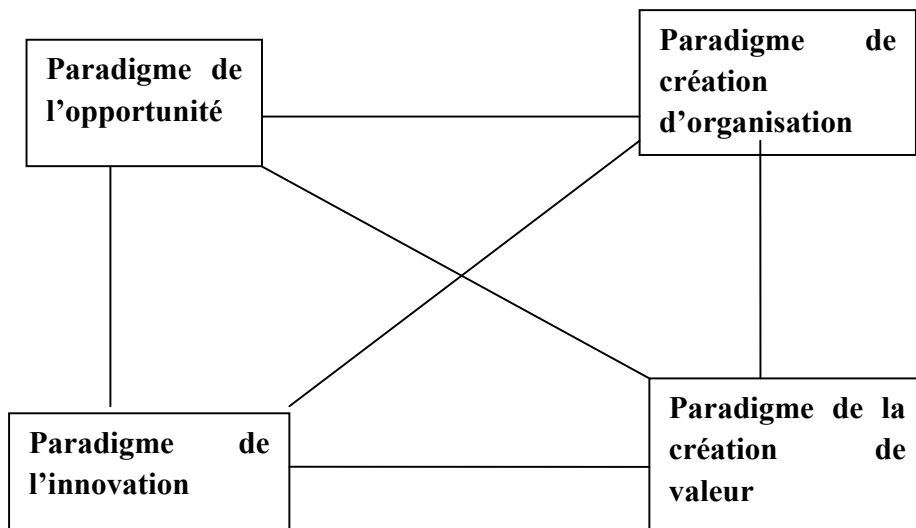 Paradigme de
l’opportunité
Paradigme de
création
d’organisation
Paradigme de
l’innovation
Paradigme de la
création de
valeur